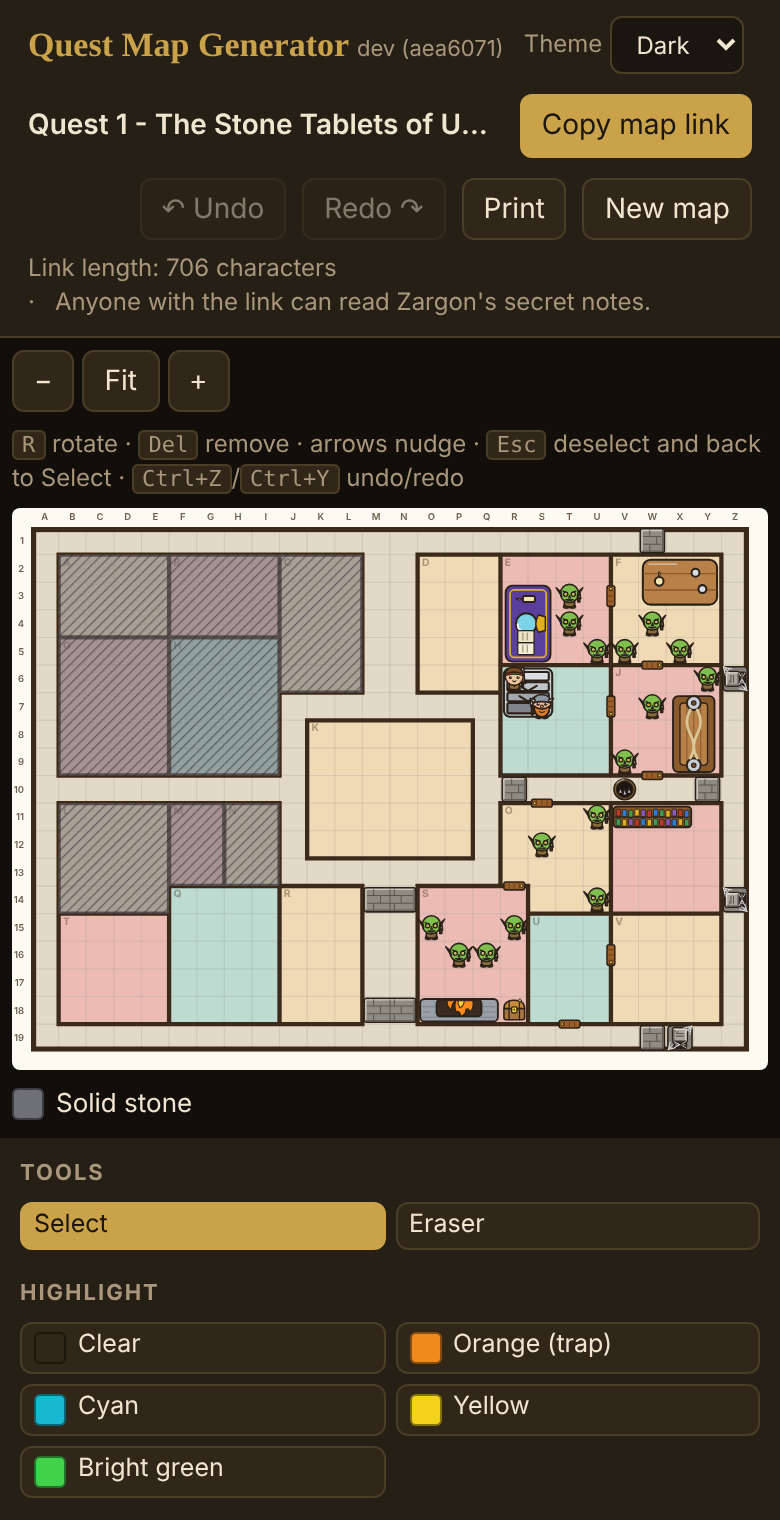 Quest Map Generator dev (aea6071) Theme Dark
Quest 1 - The Stone Tablets of U... Copy map link
↶ Undo Redo ↷ Print New map
Link length: 706 characters
· Anyone with the link can read Zargon's secret notes.
− Fit +
R rotate · Del remove · arrows nudge · Esc deselect and back
to Select · Ctrl+Z/Ctrl+Y undo/redo
A B C D E F G H I J K L M N O P Q R S T U V W X Y Z
1
2 D E F
3
4
5
6 J
7
8 K
9
10
11 O
12
13
14 Q R S
15 T U V
16
17
18
19
Solid stone
TOOLS
Select Eraser
HIGHLIGHT
Clear Orange (trap)
Cyan Yellow
Bright green